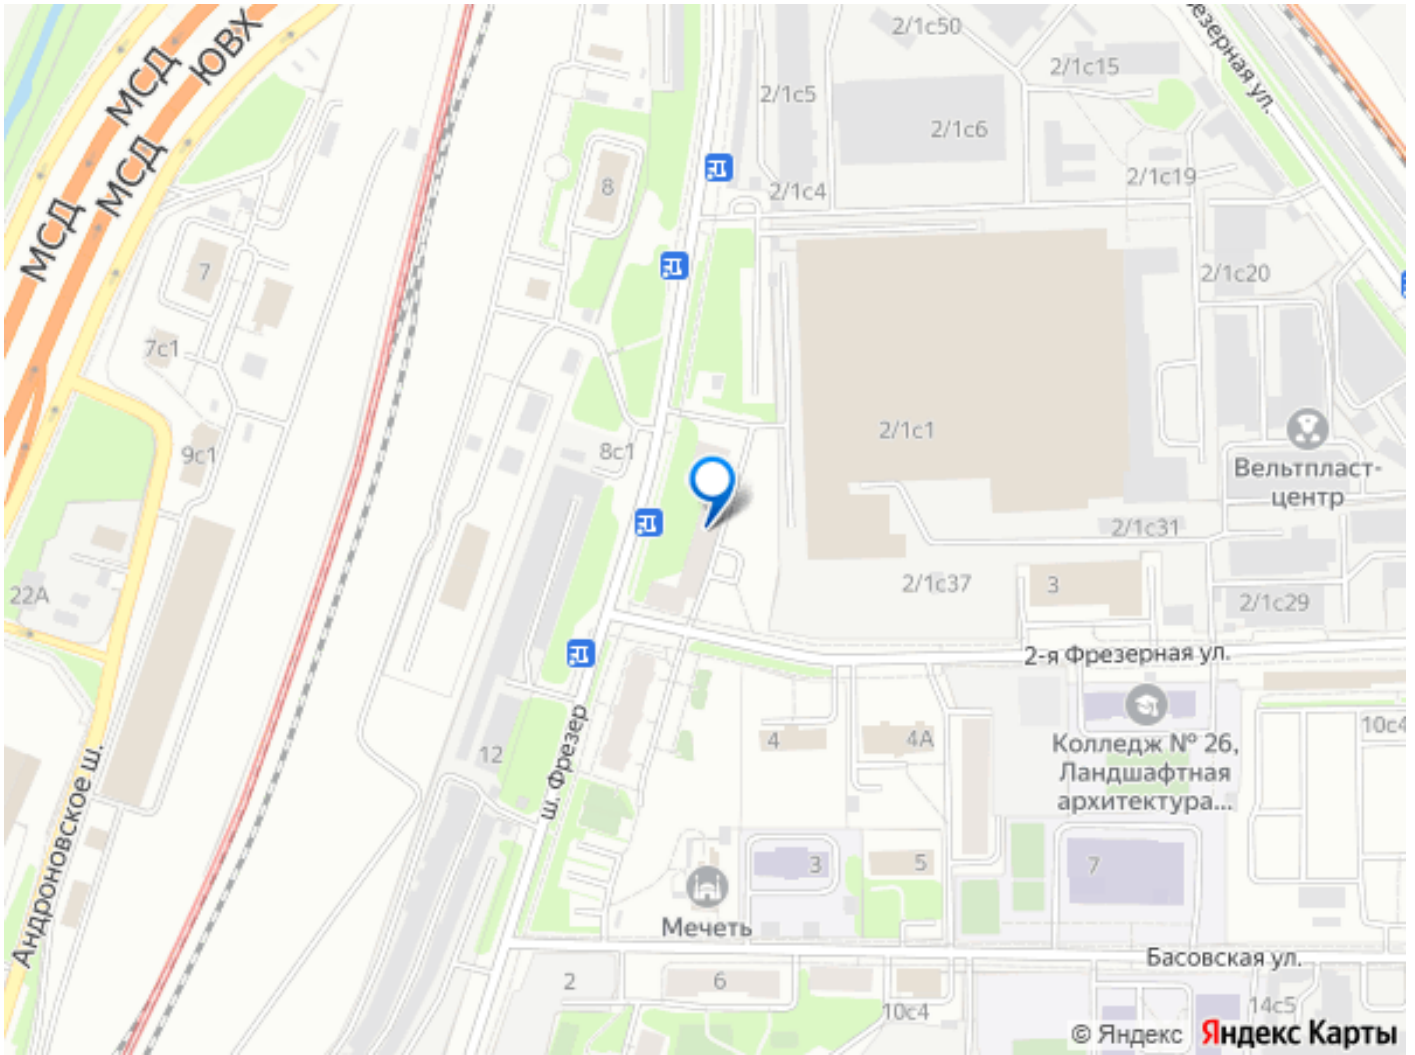 МСД
ЮВХ
МСД
МСД
2/1с50
2/1с15
2/1с5
2/1с6
2/1с4
2/1с19
езерная ул.
8
7
2/1с20
7с1
9с1
8с1
2/1с1
Вельтпласт-
центр
2/1с31
2/1с37
3
2/1с29
22А
2-я Фрезерная ул.
12
ш. Фрезер
4
4А
Колледж № 26,
Ландшафтная
архитектура...
10с4
Андроновское ш.
3
5
7
Мечеть
Басовская ул.
2
6
10с4
14с5
© Яндекс
Яндекс Карты